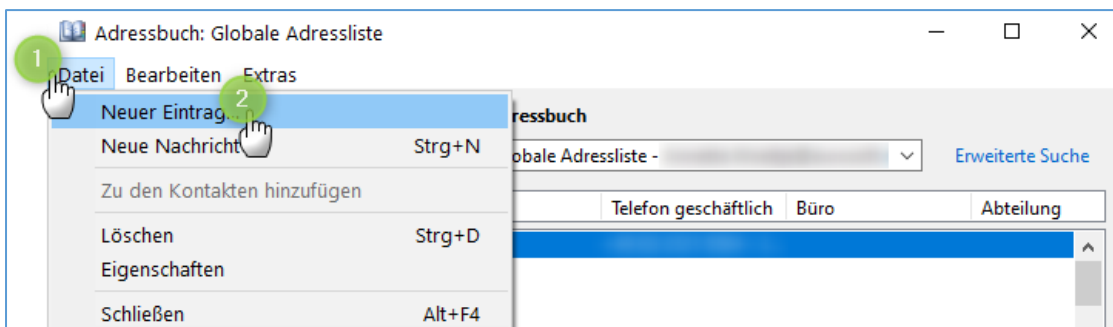 Adressbuch: Globale Adressliste
1
Datei Bearbeiten Extras
2
Neuer Eintrag...
Neue Nachricht Strg+N
Zu den Kontakten hinzufügen
Löschen Strg+D
Eigenschaften
Schließen Alt+F4
ressbuch
obale Adressliste -
Erweiterte Suche
Telefon geschäftlich Büro Abteilung